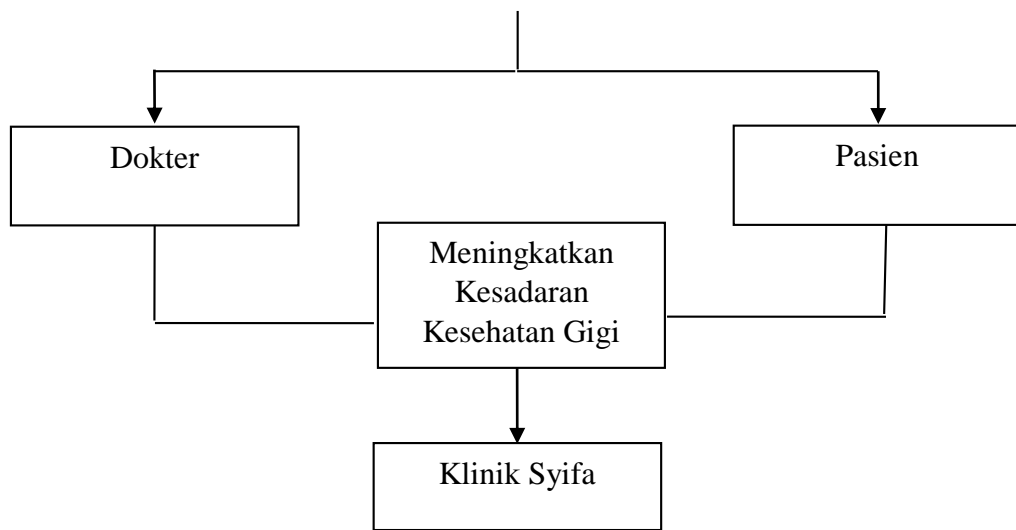 Dokter
Pasien
Meningkatkan
Kesadaran
Kesehatan Gigi
Klinik Syifa